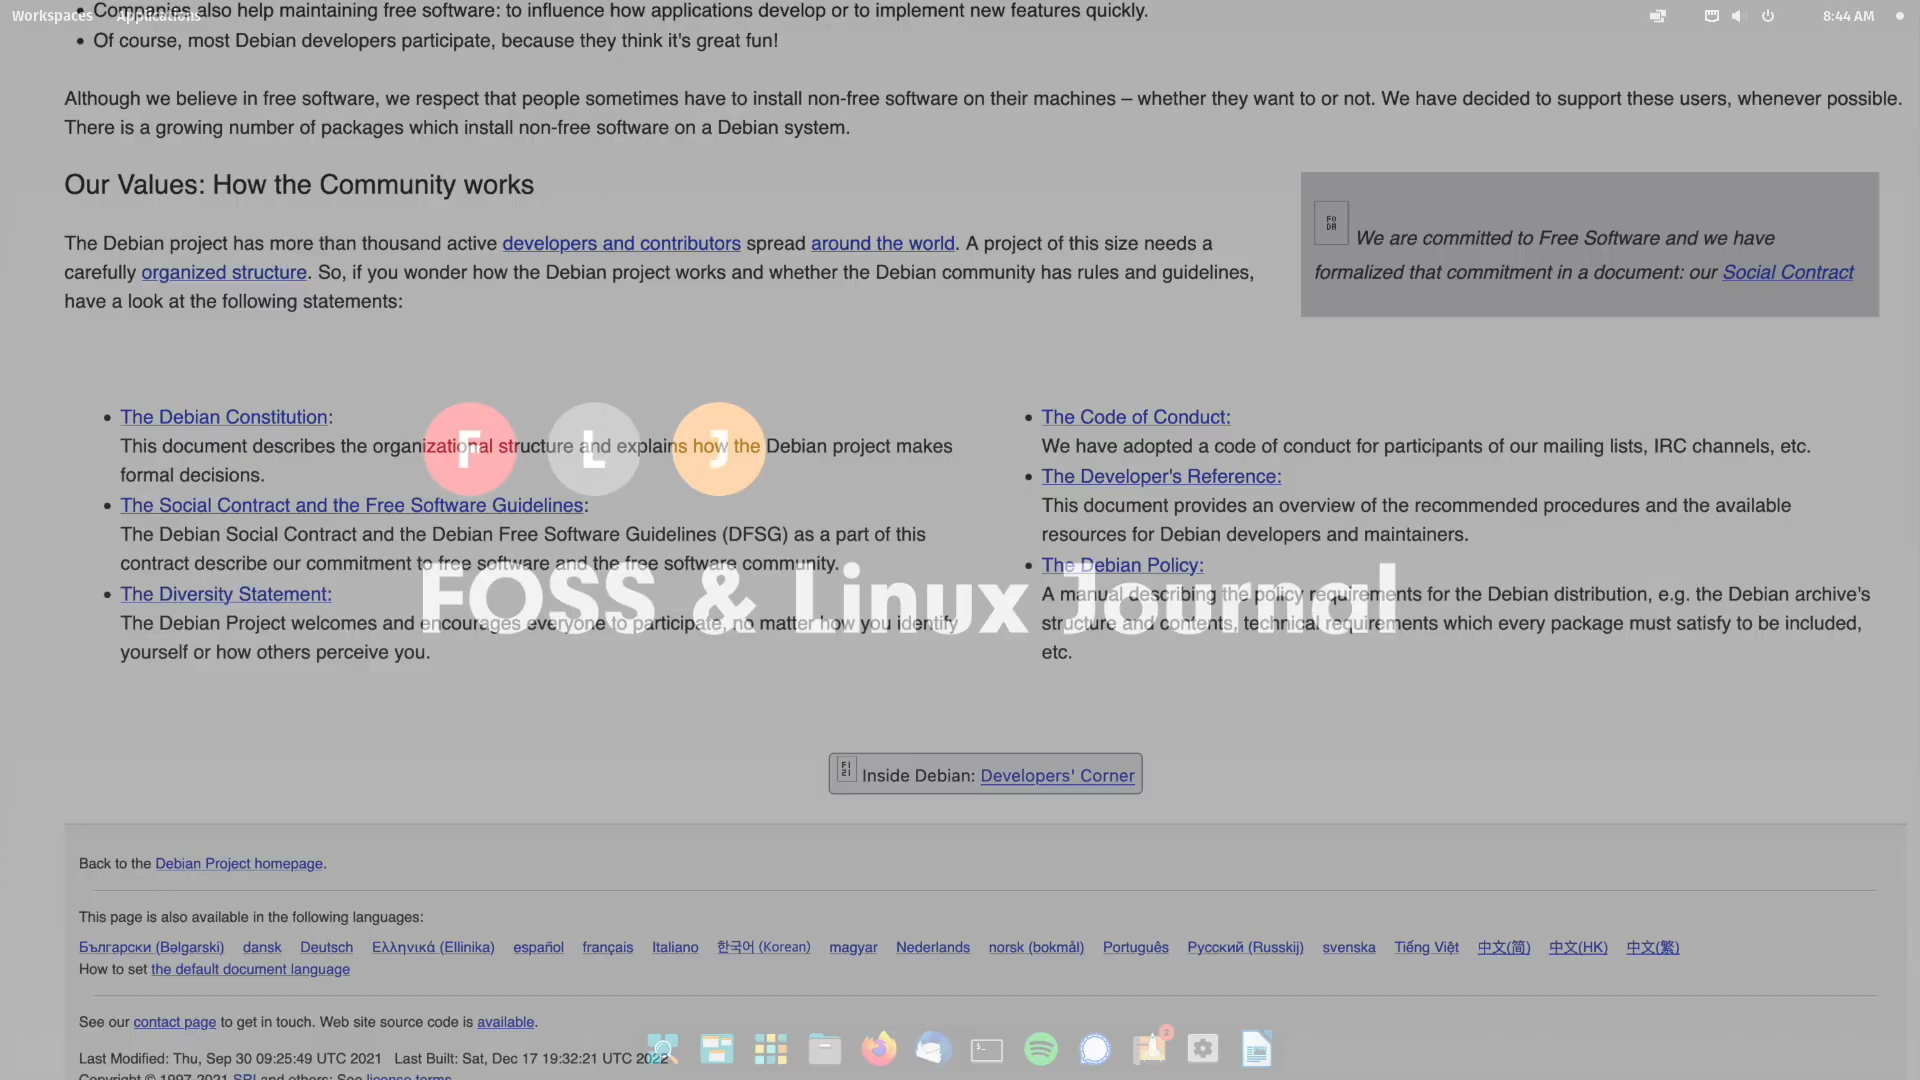 Workspaces Applications 8:44 AM
Companies also help maintaining free software: to influence how applications develop or to implement new features quickly.
Of course, most Debian developers participate, because they think it's great fun!
Although we believe in free software, we respect that people sometimes have to install non-free software on their machines – whether they want to or not. We have decided to support these users, whenever possible.
There is a growing number of packages which install non-free software on a Debian system.
Our Values: How the Community works
The Debian project has more than thousand active developers and contributors spread around the world. A project of this size needs a
carefully organized structure. So, if you wonder how the Debian project works and whether the Debian community has rules and guidelines,
have a look at the following statements:
We are committed to Free Software and we have
formalized that commitment in a document: our Social Contract
The Debian Constitution:
This document describes the organizational structure and explains how the Debian project makes
formal decisions.
The Social Contract and the Free Software Guidelines:
The Debian Social Contract and the Debian Free Software Guidelines (DFSG) as a part of this
contract describe our commitment to free software and the free software community.
The Diversity Statement:
The Debian Project welcomes and encourages everyone to participate, no matter how you identify
yourself or how others perceive you.
The Code of Conduct:
We have adopted a code of conduct for participants of our mailing lists, IRC channels, etc.
The Developer's Reference:
This document provides an overview of the recommended procedures and the available
resources for Debian developers and maintainers.
The Debian Policy:
A manual describing the policy requirements for the Debian distribution, e.g. the Debian archive's
structure and contents, technical requirements which every package must satisfy to be included,
etc.
F L J
FOSS & Linux Journal
Inside Debian: Developers' Corner
Back to the Debian Project homepage.
This page is also available in the following languages:
Български (Bəlgarski) dansk Deutsch Ελληνικά (Ellinika) español français Italiano 한국어 (Korean) magyar Nederlands norsk (bokmål) Português Русский (Russkij) svenska Tiếng Việt 中文(简) 中文(HK) 中文(繁)
How to set the default document language
See our contact page to get in touch. Web site source code is available.
2
Last Modified: Thu, Sep 30 09:25:49 UTC 2021 Last Built: Sat, Dec 17 19:32:21 UTC 2022
Copyright © 1997-2021 SPI and others; See license terms